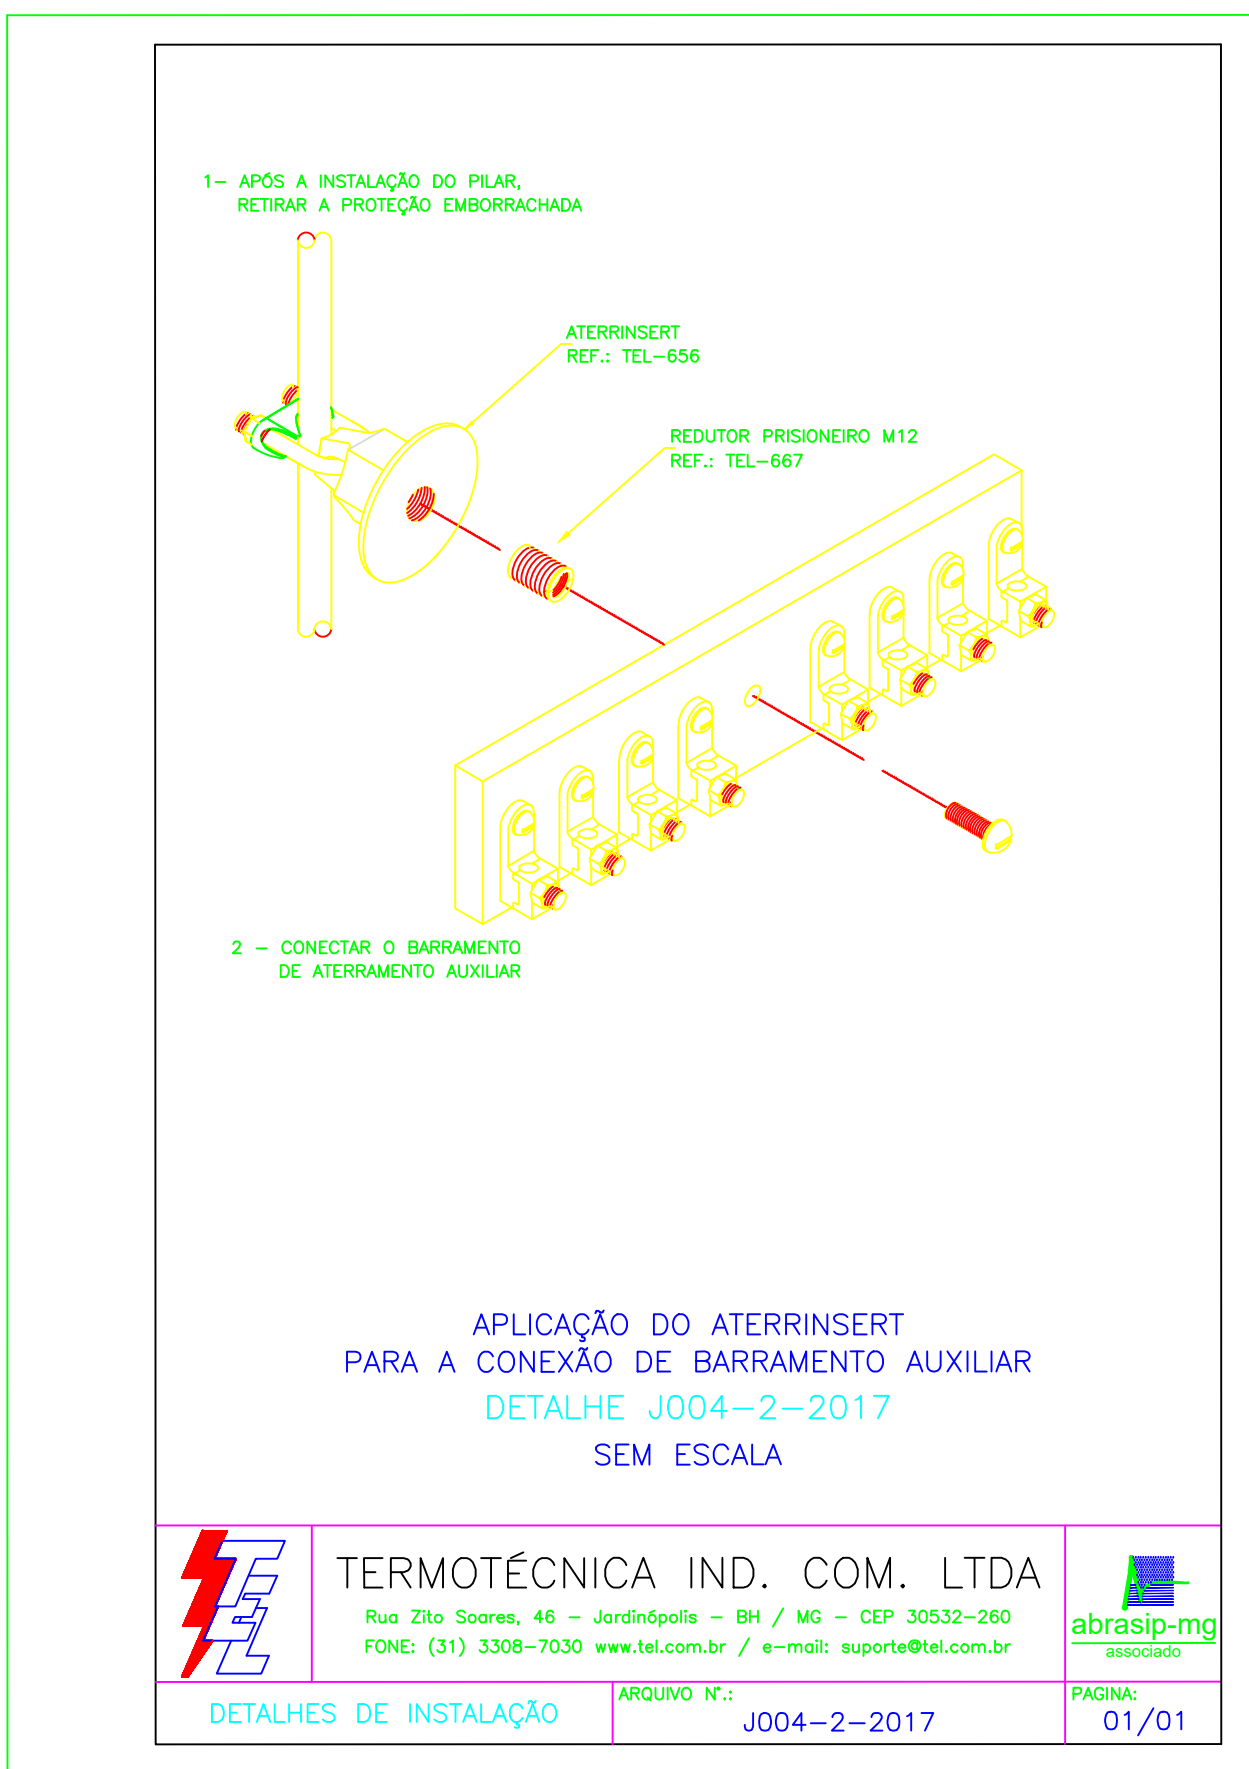 1- APÓS A INSTALAÇÃO DO PILAR,
RETIRAR A PROTEÇÃO EMBORRACHADA
ATERRINSERT
REF.: TEL-656
REDUTOR PRISIONEIRO M12
REF.: TEL-667
2 - CONECTAR O BARRAMENTO
DE ATERRAMENTO AUXILIAR
APLICAÇÃO DO ATERRINSERT
PARA A CONEXÃO DE BARRAMENTO AUXILIAR
DETALHE J004-2-2017
SEM ESCALA
TEL
TERMOTÉCNICA IND. COM. LTDA
Rua Zito Soares, 46 - Jardinópolis - BH / MG - CEP 30532-260
FONE: (31) 3308-7030 www.tel.com.br / e-mail: suporte@tel.com.br
abrasip-mg
associado
DETALHES DE INSTALAÇÃO
ARQUIVO N°.:
J004-2-2017
PAGINA:
01/01